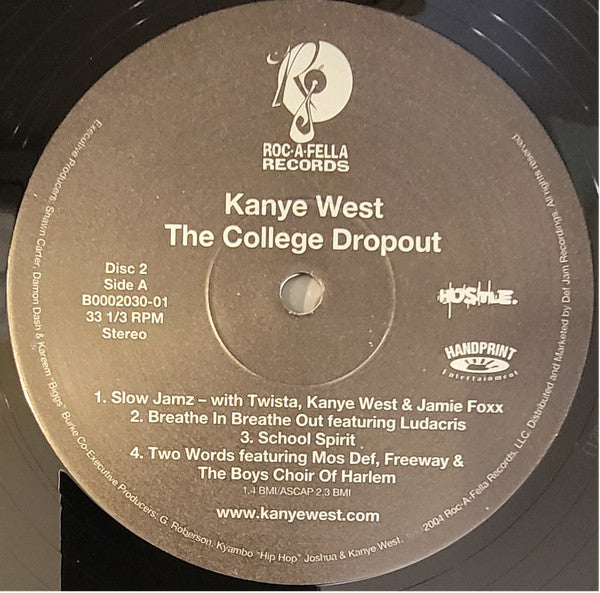 ROC-A-FELLA
RECORDS
Kanye West
The College Dropout
Disc 2
Side A
B0002030-01
33 1/3 RPM
Stereo
HOSTLE.
HANDPRINT
Entertainment
1. Slow Jamz – with Twista, Kanye West & Jamie Foxx
2. Breathe In Breathe Out featuring Ludacris
3. School Spirit
4. Two Words featuring Mos Def, Freeway &
The Boys Choir Of Harlem
1.4 BMI/ASCAP 2.3 BMI
www.kanyewest.com
Executive Producers: Shawn Carter, Damon Dash & Kareem "Biggs" Burke Co-Executive Producers: G. Roberson, Kyambo "Hip Hop" Joshua & Kanye West.
2004 Roc-A-Fella Records, LLC. Distributed and Marketed by Def Jam Recordings. All rights reserved.